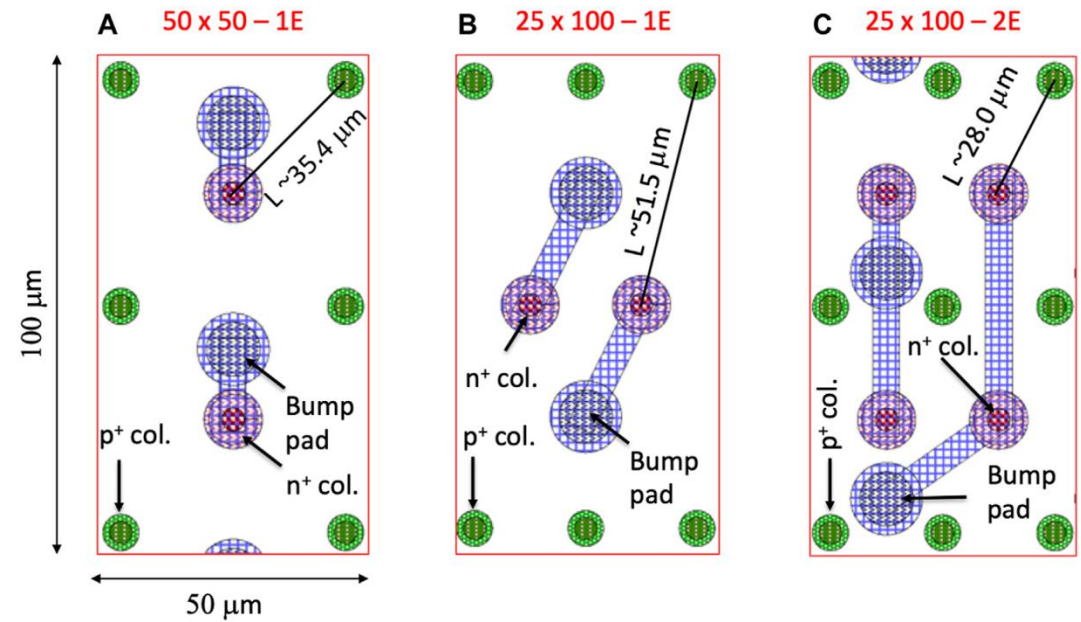 A 50 x 50 – 1E
B 25 x 100 – 1E
C 25 x 100 – 2E
100 μm
50 μm
L ~35.4 μm
Bump
pad
p⁺ col.
n⁺ col.
L ~51.5 μm
n⁺ col.
p⁺ col.
Bump
pad
L ~28.0 μm
n⁺ col.
p⁺ col.
Bump
pad